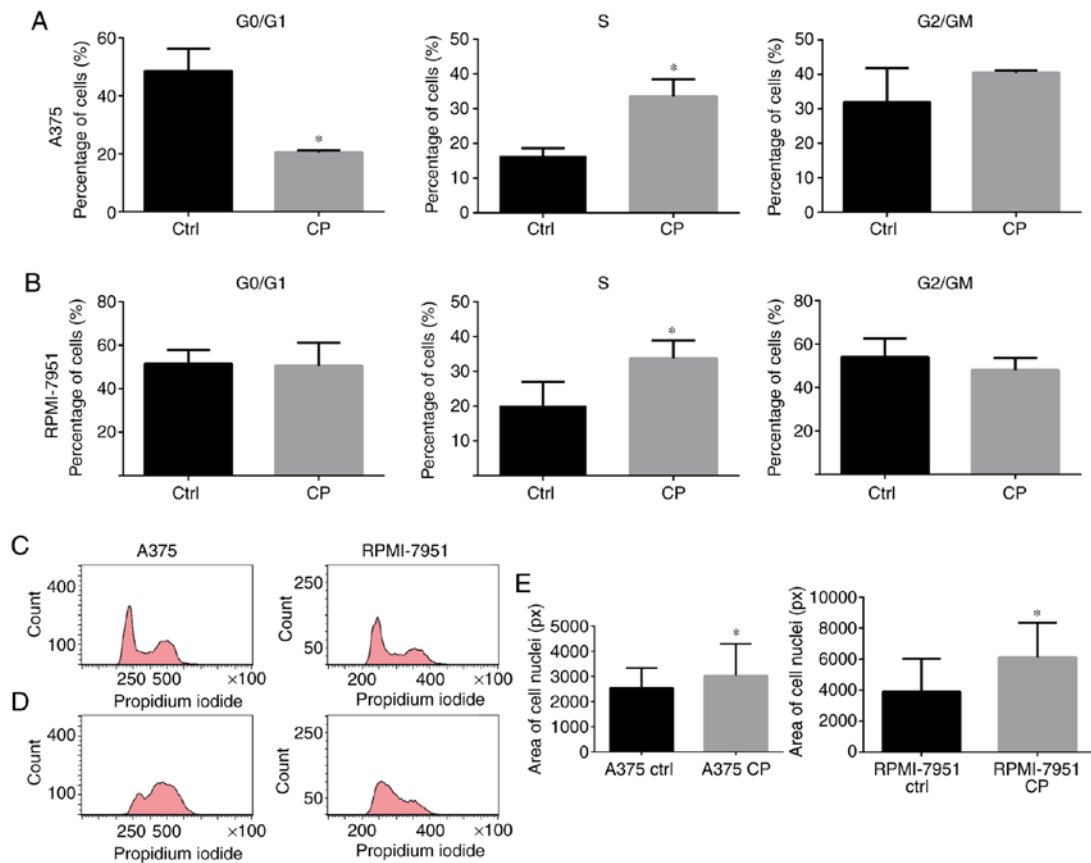 A
G0/G1
S
G2/GM
A375
Percentage of cells (%)
60
40
20
0
Ctrl
CP
*
Percentage of cells (%)
50
40
30
20
10
0
Ctrl
CP
*
Percentage of cells (%)
50
40
30
20
10
0
Ctrl
CP
B
G0/G1
S
G2/GM
RPMI-7951
Percentage of cells (%)
80
60
40
20
0
Ctrl
CP
Percentage of cells (%)
50
40
30
20
10
Ctrl
CP
*
Percentage of cells (%)
80
60
40
20
0
Ctrl
CP
C
A375
RPMI-7951
Count
400
100
250 500 ×100
Propidium iodide
Count
250
50
200 400 ×100
Propidium iodide
D
Count
400
100
250 500 ×100
Propidium iodide
Count
250
50
200 400 ×100
Propidium iodide
E
Area of cell nuclei (px)
5000
4000
3000
2000
1000
0
*
A375 ctrl
A375 CP
Area of cell nuclei (px)
10000
8000
6000
4000
2000
0
*
RPMI-7951
ctrl
RPMI-7951
CP